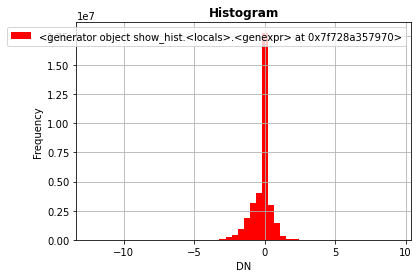 Histogram
1e7
<generator object show_hist.<locals>.<genexpr> at 0x7f728a357970>
1.50
1.25
1.00
0.75
0.50
0.25
0.00
Frequency
−10
−5
0
5
10
DN